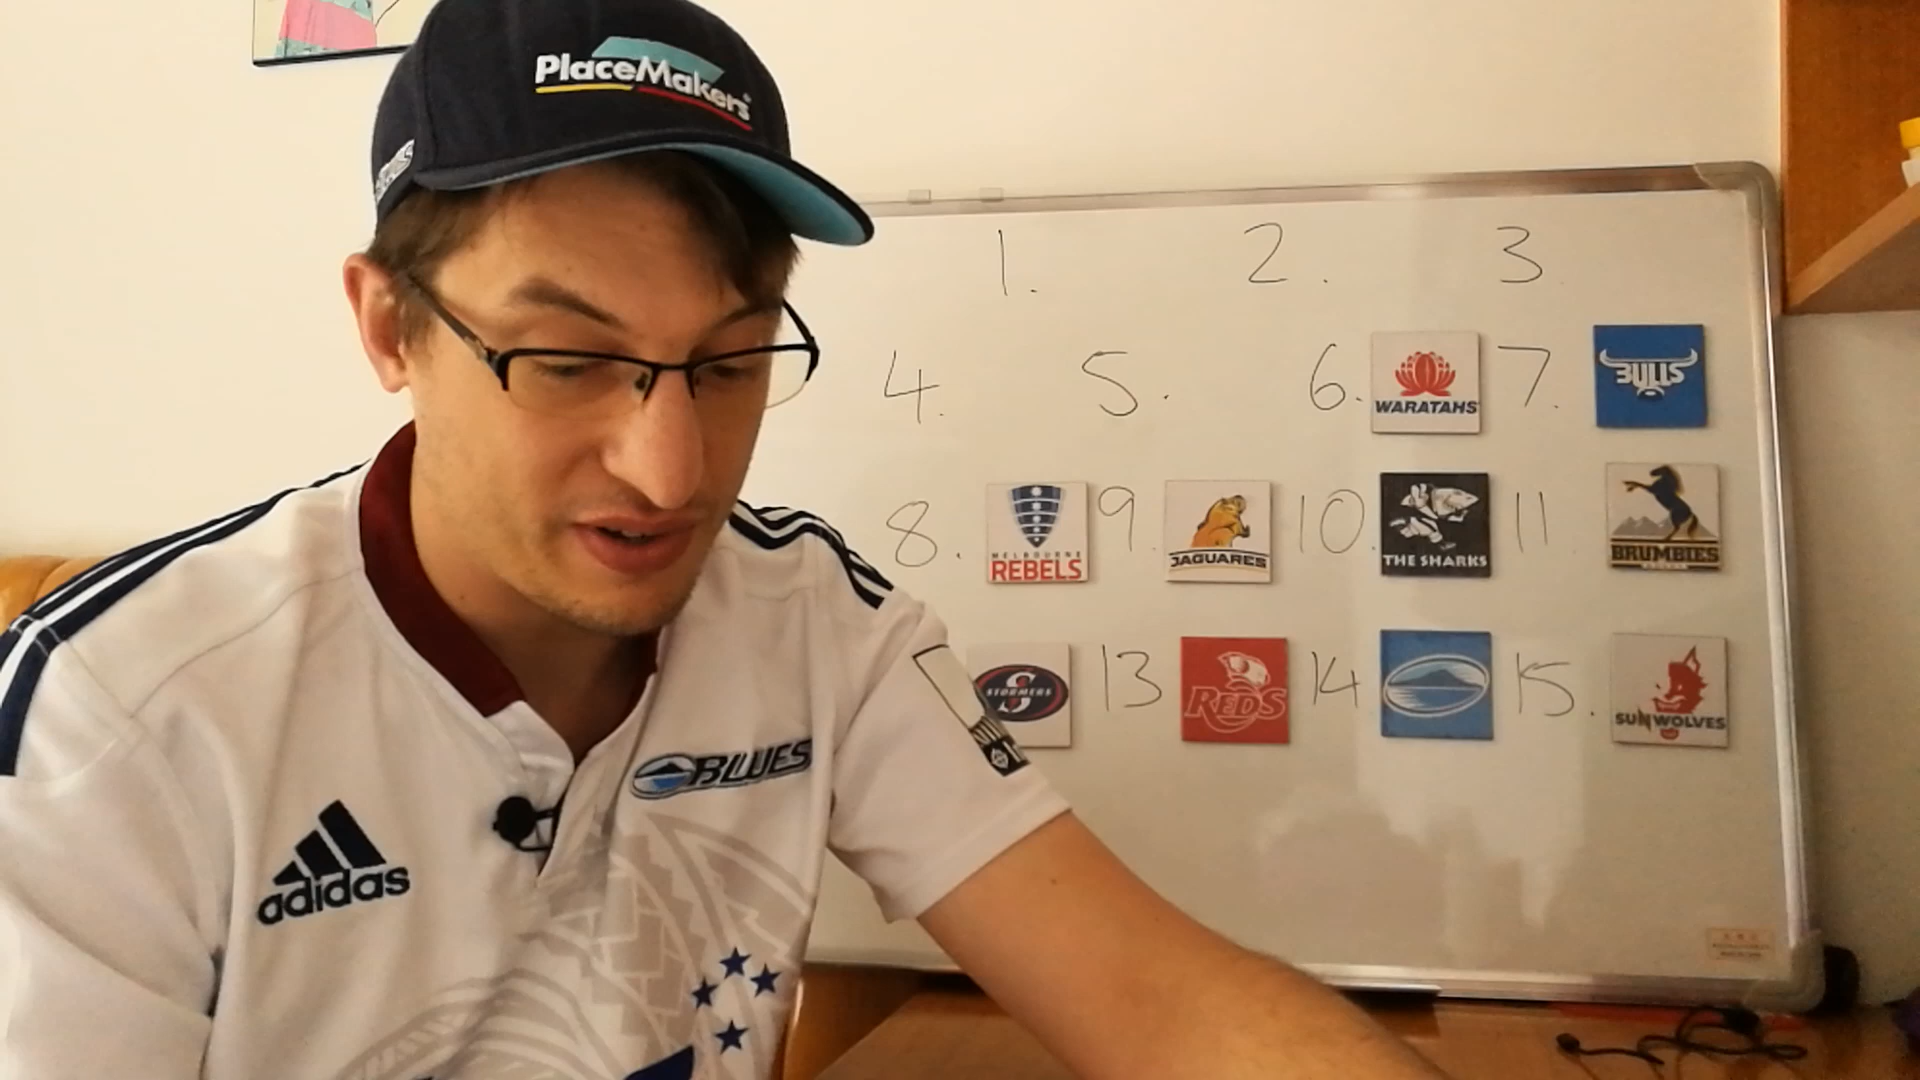 PlaceMakers
1. 2. 3
4. 5. 6. WARATAHS 7. BULLS
8. MELBOURNE REBELS 9. JAGUARES 10. THE SHARKS 11. BRUMBIES
STORMERS 13 REDS 14 15. SUNWOLVES
BLUES
adidas